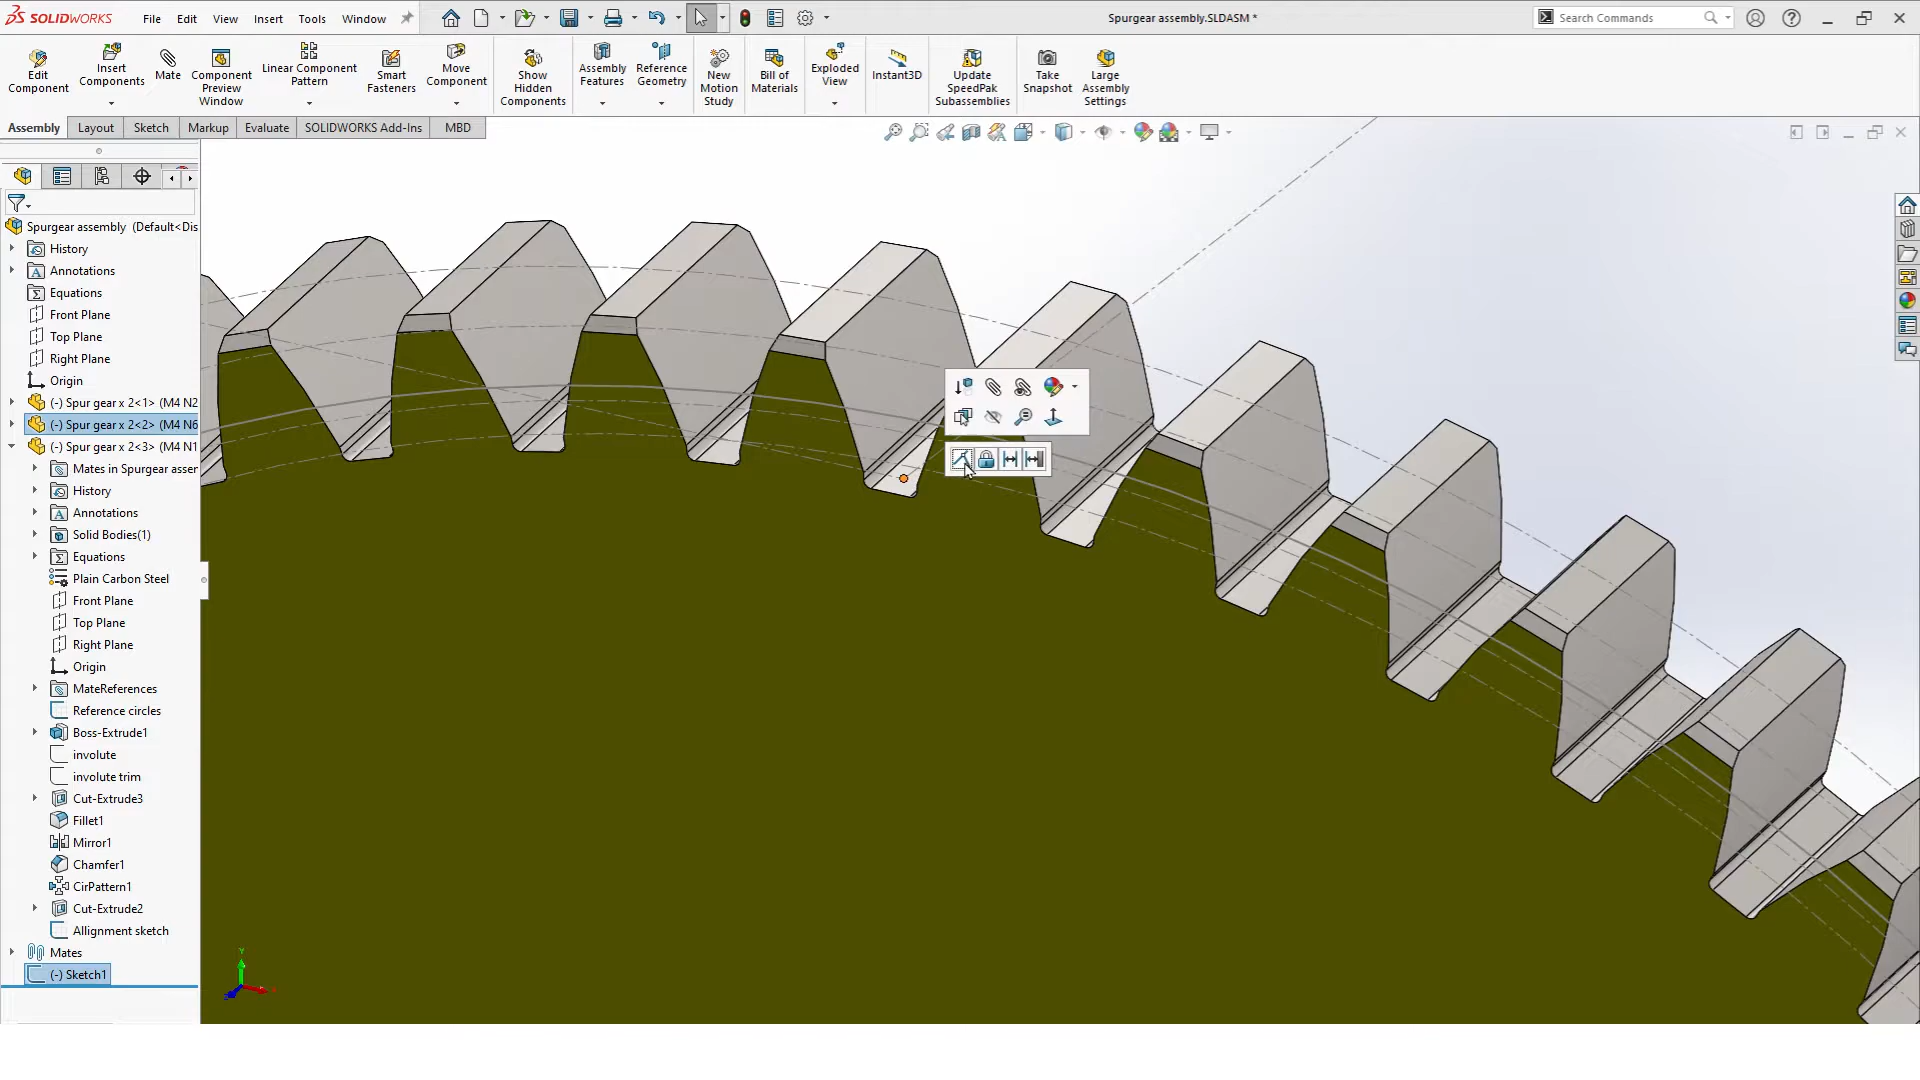 SOLIDWORKS File Edit View Insert Tools Window Spurgear assembly.SLDASM * Search Commands
Edit Component
Insert Components
Mate
Component Preview Window
Linear Component Pattern
Smart Fasteners
Move Component
Show Hidden Components
Assembly Features
Reference Geometry
New Motion Study
Bill of Materials
Exploded View
Instant3D
Update SpeedPak Subassemblies
Take Snapshot
Large Assembly Settings
Assembly Layout Sketch Markup Evaluate SOLIDWORKS Add-Ins MBD
Spurgear assembly (Default<Dis
History
Annotations
Equations
Front Plane
Top Plane
Right Plane
Origin
(-) Spur gear x 2<1> (M4 N2
(-) Spur gear x 2<2> (M4 N6
(-) Spur gear x 2<3> (M4 N1
Mates in Spurgear asser
History
Annotations
Solid Bodies(1)
Equations
Plain Carbon Steel
Front Plane
Top Plane
Right Plane
Origin
MateReferences
Reference circles
Boss-Extrude1
involute
involute trim
Cut-Extrude3
Fillet1
Mirror1
Chamfer1
CirPattern1
Cut-Extrude2
Allignment sketch
Mates
(-) Sketch1
Y